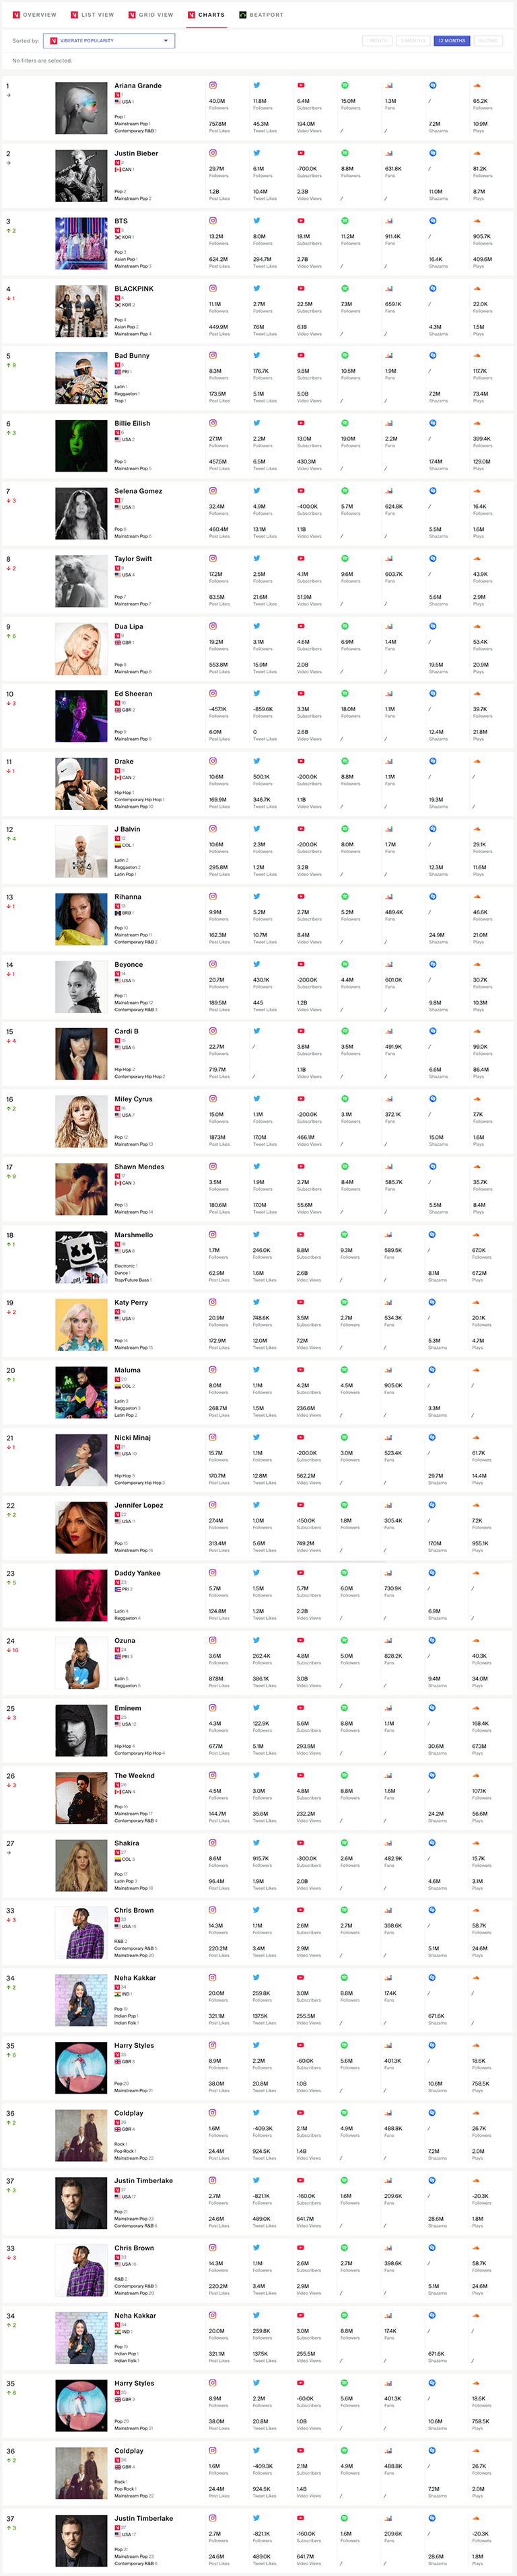 OVERVIEW LIST VIEW GRID VIEW CHARTS BEATPORT
Sorted by: VIBERATE POPULARITY 12 MONTHS
No filters are selected.
1 Ariana Grande
1
USA 1
40.0M 11.8M 6.4M 15.0M 1.3M / 65.2K
Followers Followers Subscribers Followers Fans Followers
Pop 1
Mainstream Pop 1
Contemporary R&B 1
757.8M 45.3M 194.0M / / 7.2M 10.9M
Post Likes Tweet Likes Video Views Shazams Plays
2 Justin Bieber
2
CAN 1
29.7M 6.1M -700.0K 8.8M 631.8K / 81.2K
Followers Followers Subscribers Followers Fans Followers
Pop 2
Mainstream Pop 2
1.2B 10.4M 2.3B / / 11.0M 8.7M
Post Likes Tweet Likes Video Views Shazams Plays
3 BTS
2 3
KOR 1
13.2M 8.0M 18.1M 11.2M 911.4K / 905.7K
Followers Followers Subscribers Followers Fans Followers
Pop 3
Asian Pop 1
Mainstream Pop 3
624.2M 294.7M 2.7B / / 16.4K 409.6M
Post Likes Tweet Likes Video Views Shazams Plays
4 BLACKPINK
1 4
KOR 2
11.1M 2.7M 22.5M 7.3M 659.1K / 22.0K
Followers Followers Subscribers Followers Fans Followers
Pop 4
Asian Pop 2
Mainstream Pop 4
449.9M 7.6M 6.1B / / 4.3M 1.5M
Post Likes Tweet Likes Video Views Shazams Plays
5 Bad Bunny
9 5
PRI 1
8.3M 176.7K 9.8M 10.5M 1.9M / 117.7K
Followers Followers Subscribers Followers Fans Followers
Latin 1
Reggaeton 1
Trap 1
173.5M 5.1M 5.0B / / 7.2M 73.4M
Post Likes Tweet Likes Video Views Shazams Plays
6 Billie Eilish
3 6
USA 2
27.1M 2.2M 13.0M 19.0M 2.2M / 399.4K
Followers Followers Subscribers Followers Fans Followers
Pop 5
Mainstream Pop 5
457.5M 6.5M 430.3M / / 17.4M 129.0M
Post Likes Tweet Likes Video Views Shazams Plays
7 Selena Gomez
3 7
USA 3
32.4M 4.9M -400.0K 5.7M 624.8K / 16.4K
Followers Followers Subscribers Followers Fans Followers
Pop 6
Mainstream Pop 6
460.4M 13.1M 1.1B / / 5.5M 1.6M
Post Likes Tweet Likes Video Views Shazams Plays
8 Taylor Swift
2 8
USA 4
17.2M 2.5M 4.1M 9.6M 603.7K / 43.9K
Followers Followers Subscribers Followers Fans Followers
Pop 7
Mainstream Pop 7
83.5M 21.6M 51.9M / / 5.6M 2.9M
Post Likes Tweet Likes Video Views Shazams Plays
9 Dua Lipa
6 9
GBR 1
19.2M 3.1M 4.6M 6.9M 1.4M / 53.4K
Followers Followers Subscribers Followers Fans Followers
Pop 8
Mainstream Pop 8
553.8M 15.9M 2.0B / / 19.5M 20.9M
Post Likes Tweet Likes Video Views Shazams Plays
10 Ed Sheeran
3 10
GBR 2
-457.1K -859.6K 3.3M 18.0M 1.1M / 39.7K
Followers Followers Subscribers Followers Fans Followers
Pop 9
Mainstream Pop 9
6.0M 0 2.6B / / 12.4M 21.8M
Post Likes Tweet Likes Video Views Shazams Plays
11 Drake
1 11
CAN 2
10.6M 500.1K -200.0K 8.8M 1.1M / /
Followers Followers Subscribers Followers Fans
Hip Hop 1
Contemporary Hip Hop 1
Mainstream Pop 10
169.9M 346.7K 1.1B / / 19.3M /
Post Likes Tweet Likes Video Views Shazams
12 J Balvin
4 12
COL 1
10.6M 2.3M -200.0K 8.0M 1.7M / 29.1K
Followers Followers Subscribers Followers Fans Followers
Latin 2
Reggaeton 2
Latin Pop 1
295.8M 1.2M 3.2B / / 12.3M 11.6M
Post Likes Tweet Likes Video Views Shazams Plays
13 Rihanna
1 13
BRB 1
9.9M 5.2M 2.7M 5.2M 489.4K / 46.6K
Followers Followers Subscribers Followers Fans Followers
Pop 10
Mainstream Pop 11
Contemporary R&B 2
162.3M 10.7M 8.4M / / 24.9M 21.0M
Post Likes Tweet Likes Video Views Shazams Plays
14 Beyonce
1 14
USA 5
20.7M 430.1K -200.0K 4.4M 601.0K / 30.7K
Followers Followers Subscribers Followers Fans Followers
Pop 11
Mainstream Pop 12
Contemporary R&B 3
189.5M 445 1.2B / / 9.8M 10.3M
Post Likes Tweet Likes Video Views Shazams Plays
15 Cardi B
4 15
USA 6
22.7M / 3.8M 3.5M 491.9K / 99.0K
Followers Subscribers Followers Fans Followers
Hip Hop 2
Contemporary Hip Hop 2
719.7M / 1.1B / / 6.6M 86.4M
Post Likes Video Views Shazams Plays
16 Miley Cyrus
2 16
USA 7
15.0M 1.1M -200.0K 3.1M 372.1K / 7.7K
Followers Followers Subscribers Followers Fans Followers
Pop 12
Mainstream Pop 13
187.3M 17.0M 466.1M / / 15.0M 1.6M
Post Likes Tweet Likes Video Views Shazams Plays
17 Shawn Mendes
9 17
CAN 3
3.5M 1.9M 2.7M 8.4M 585.7K / 35.7K
Followers Followers Subscribers Followers Fans Followers
Pop 13
Mainstream Pop 14
180.6M 17.0M 55.6M / / 5.5M 8.4M
Post Likes Tweet Likes Video Views Shazams Plays
18 Marshmello
1 18
USA 8
1.7M 246.0K 8.8M 9.3M 589.5K / 67.0K
Followers Followers Subscribers Followers Fans Followers
Electronic 1
Dance 1
Trap/Future Bass 1
62.9M 1.6M 2.6B / / 8.1M 67.2M
Post Likes Tweet Likes Video Views Shazams Plays
19 Katy Perry
2 19
USA 9
20.9M 748.6K 3.5M 2.7M 534.3K / 20.1K
Followers Followers Subscribers Followers Fans Followers
Pop 14
Mainstream Pop 15
172.9M 12.0M 7.2M / / 5.3M 4.7M
Post Likes Tweet Likes Video Views Shazams Plays
20 Maluma
1 20
COL 2
8.0M 1.1M 4.2M 4.5M 905.0K / /
Followers Followers Subscribers Followers Fans
Latin 3
Reggaeton 3
Latin Pop 2
268.7M 1.5M 236.6M / / 3.3M /
Post Likes Tweet Likes Video Views Shazams
21 Nicki Minaj
1 21
USA 10
15.7M 1.1M -200.0K 3.0M 523.4K / 61.7K
Followers Followers Subscribers Followers Fans Followers
Hip Hop 3
Contemporary Hip Hop 3
170.7M 12.8M 562.2M / / 29.7M 14.4M
Post Likes Tweet Likes Video Views Shazams Plays
22 Jennifer Lopez
2 22
USA 11
27.4M 1.0M -150.0K 1.8M 305.4K / 7.2K
Followers Followers Subscribers Followers Fans Followers
Pop 15
Mainstream Pop 16
313.4M 5.6M 749.2M / / 17.0M 955.1K
Post Likes Tweet Likes Video Views Shazams Plays
23 Daddy Yankee
5 23
PRI 2
5.7M 1.5M 5.7M 6.0M 730.9K / /
Followers Followers Subscribers Followers Fans
Latin 4
Reggaeton 4
124.8M 1.2M 2.2B / / 6.9M /
Post Likes Tweet Likes Video Views Shazams
24 Ozuna
16 24
PRI 3
3.6M 262.4K 4.8M 5.0M 828.2K / 40.3K
Followers Followers Subscribers Followers Fans Followers
Latin 5
Reggaeton 5
87.8M 386.1K 3.0B / / 9.4M 34.0M
Post Likes Tweet Likes Video Views Shazams Plays
25 Eminem
3 25
USA 12
4.3M 122.9K 5.6M 8.8M 1.1M / 168.4K
Followers Followers Subscribers Followers Fans Followers
Hip Hop 4
Contemporary Hip Hop 4
67.7M 5.1M 293.9M / / 30.6M 67.3M
Post Likes Tweet Likes Video Views Shazams Plays
26 The Weeknd
3 26
CAN 4
4.5M 3.0M 4.8M 8.8M 1.6M / 107.1K
Followers Followers Subscribers Followers Fans Followers
Pop 16
Mainstream Pop 17
Contemporary R&B 4
144.7M 35.6M 232.2M / / 24.2M 56.6M
Post Likes Tweet Likes Video Views Shazams Plays
27 Shakira
27
COL 3
8.6M 915.7K -300.0K 2.6M 482.9K / 15.7K
Followers Followers Subscribers Followers Fans Followers
Pop 17
Latin Pop 3
Mainstream Pop 18
96.4M 1.9M 2.0B / / 4.6M 3.1M
Post Likes Tweet Likes Video Views Shazams Plays
33 Chris Brown
3 33
USA 16
14.3M 1.1M 2.6M 2.7M 398.6K / 58.7K
Followers Followers Subscribers Followers Fans Followers
R&B 2
Contemporary R&B 5
Mainstream Pop 20
220.2M 3.4M 2.9M / / 5.1M 24.6M
Post Likes Tweet Likes Video Views Shazams Plays
34 Neha Kakkar
2 34
IND 1
20.0M 259.8K 3.0M 8.8M 17.4K / /
Followers Followers Subscribers Followers Fans
Pop 19
Indian Pop 1
Indian Folk 1
321.1M 137.5K 255.5M / / 671.6K /
Post Likes Tweet Likes Video Views Shazams
35 Harry Styles
6 35
GBR 3
8.9M 2.2M -60.0K 5.6M 401.3K / 18.6K
Followers Followers Subscribers Followers Fans Followers
Pop 20
Mainstream Pop 21
38.0M 20.8M 1.0B / / 10.6M 758.5K
Post Likes Tweet Likes Video Views Shazams Plays
36 Coldplay
2 36
GBR 4
1.6M -409.3K 2.1M 4.9M 488.8K / 26.7K
Followers Followers Subscribers Followers Fans Followers
Rock 1
Pop Rock 1
Mainstream Pop 22
24.4M 924.5K 1.4B / / 7.2M 2.0M
Post Likes Tweet Likes Video Views Shazams Plays
37 Justin Timberlake
3 37
USA 17
2.7M -821.1K -160.0K 1.6M 209.6K / -20.3K
Followers Followers Subscribers Followers Fans Followers
Pop 21
Mainstream Pop 23
Contemporary R&B 6
24.6M 489.0K 641.7M / / 28.6M 1.8M
Post Likes Tweet Likes Video Views Shazams Plays
33 Chris Brown
3 33
USA 16
14.3M 1.1M 2.6M 2.7M 398.6K / 58.7K
Followers Followers Subscribers Followers Fans Followers
R&B 2
Contemporary R&B 5
Mainstream Pop 20
220.2M 3.4M 2.9M / / 5.1M 24.6M
Post Likes Tweet Likes Video Views Shazams Plays
34 Neha Kakkar
2 34
IND 1
20.0M 259.8K 3.0M 8.8M 17.4K / /
Followers Followers Subscribers Followers Fans
Pop 19
Indian Pop 1
Indian Folk 1
321.1M 137.5K 255.5M / / 671.6K /
Post Likes Tweet Likes Video Views Shazams
35 Harry Styles
6 35
GBR 3
8.9M 2.2M -60.0K 5.6M 401.3K / 18.6K
Followers Followers Subscribers Followers Fans Followers
Pop 20
Mainstream Pop 21
38.0M 20.8M 1.0B / / 10.6M 758.5K
Post Likes Tweet Likes Video Views Shazams Plays
36 Coldplay
2 36
GBR 4
1.6M -409.3K 2.1M 4.9M 488.8K / 26.7K
Followers Followers Subscribers Followers Fans Followers
Rock 1
Pop Rock 1
Mainstream Pop 22
24.4M 924.5K 1.4B / / 7.2M 2.0M
Post Likes Tweet Likes Video Views Shazams Plays
37 Justin Timberlake
3 37
USA 17
2.7M -821.1K -160.0K 1.6M 209.6K / -20.3K
Followers Followers Subscribers Followers Fans Followers
Pop 21
Mainstream Pop 23
Contemporary R&B 6
24.6M 489.0K 641.7M / / 28.6M 1.8M
Post Likes Tweet Likes Video Views Shazams Plays